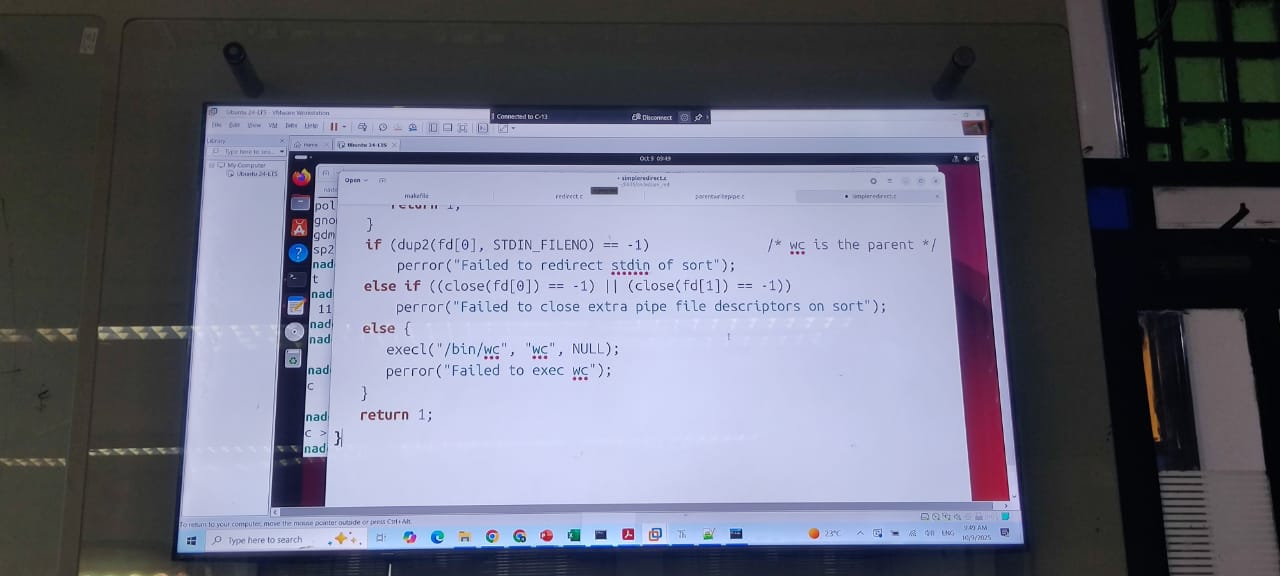 Ubuntu 24-LTS - VMware Workstation
Connected to C-13
Disconnect
File Edit View VM Tabs Help
Library
Home
Ubuntu 24-LTS
Type here to sea...
My Computer
Ubuntu 24-LTS
Oct 9 09:49
Open
simpleredirect.c
makefile
redirect.c
parentwritepipe.c
simpleredirect.c
return 1;
}
if (dup2(fd[0], STDIN_FILENO) == -1) /* wc is the parent */
perror("Failed to redirect stdin of sort");
else if ((close(fd[0]) == -1) || (close(fd[1]) == -1))
perror("Failed to close extra pipe file descriptors on sort");
else {
execl("/bin/wc", "wc", NULL);
perror("Failed to exec wc");
}
return 1;
}
pol
gno
gdm
sp2
nad
t
nad
11
nad
nad
nad
c
nad
c >
nad
To return to your computer, move the mouse pointer outside or press Ctrl+Alt.
Type here to search
23°C
ENG
9:49 AM
10/9/2025